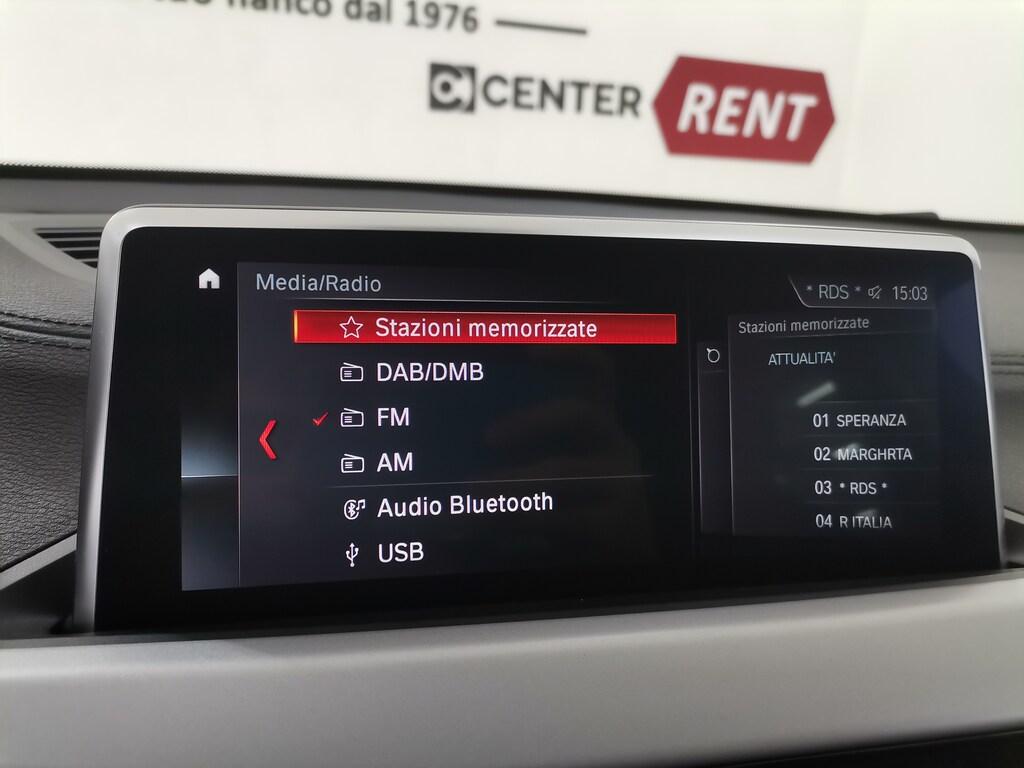 fianco dal 1976
CENTER RENT
Media/Radio
* RDS * 15:03
Stazioni memorizzate
DAB/DMB
FM
AM
Audio Bluetooth
USB
Stazioni memorizzate
ATTUALITA'
01 SPERANZA
02 MARGHRTA
03 * RDS *
04 R ITALIA